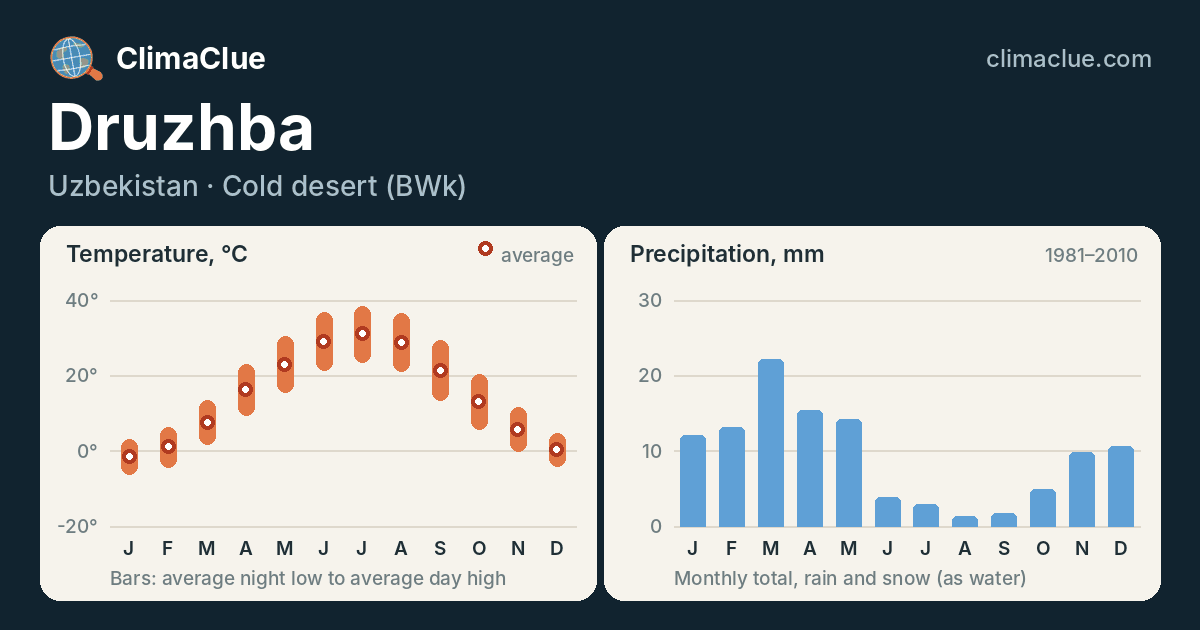 ClimaClue
climaclue.com
Druzhba
Uzbekistan · Cold desert (BWk)
Temperature, °C
average
40°
20°
0°
-20°
J F M A M J J A S O N D
Bars: average night low to average day high
Precipitation, mm
1981–2010
30
20
10
0
J F M A M J J A S O N D
Monthly total, rain and snow (as water)